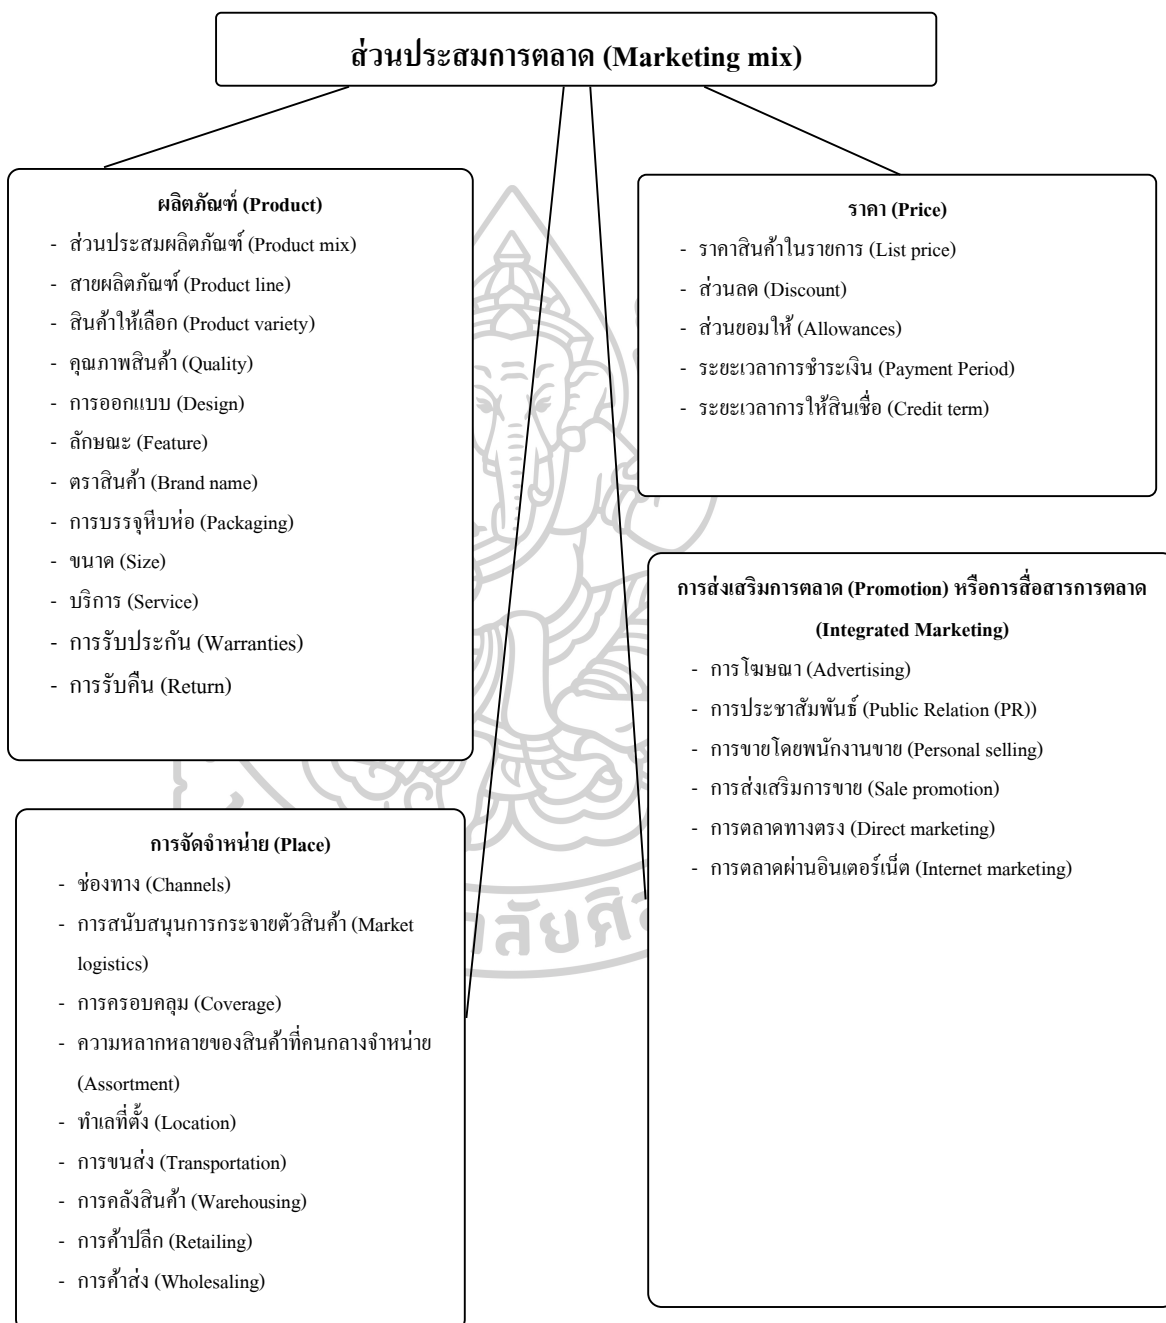 ส่วนประสมการตลาด (Marketing mix)
ผลิตภัณฑ์ (Product)
- ส่วนประสมผลิตภัณฑ์ (Product mix)
- สายผลิตภัณฑ์ (Product line)
- สินค้าให้เลือก (Product variety)
- คุณภาพสินค้า (Quality)
- การออกแบบ (Design)
- ลักษณะ (Feature)
- ตราสินค้า (Brand name)
- การบรรจุหีบห่อ (Packaging)
- ขนาด (Size)
- บริการ (Service)
- การรับประกัน (Warranties)
- การรับคืน (Return)
ราคา (Price)
- ราคาสินค้าในรายการ (List price)
- ส่วนลด (Discount)
- ส่วนยอมให้ (Allowances)
- ระยะเวลาการชำระเงิน (Payment Period)
- ระยะเวลาการให้สินเชื่อ (Credit term)
การจัดจำหน่าย (Place)
- ช่องทาง (Channels)
- การสนับสนุนการกระจายตัวสินค้า (Market
logistics)
- การครอบคลุม (Coverage)
- ความหลากหลายของสินค้าที่คนกลางจำหน่าย
(Assortment)
- ทำเลที่ตั้ง (Location)
- การขนส่ง (Transportation)
- การคลังสินค้า (Warehousing)
- การค้าปลีก (Retailing)
- การค้าส่ง (Wholesaling)
การส่งเสริมการตลาด (Promotion) หรือการสื่อสารการตลาด
(Integrated Marketing)
- การโฆษณา (Advertising)
- การประชาสัมพันธ์ (Public Relation (PR))
- การขายโดยพนักงานขาย (Personal selling)
- การส่งเสริมการขาย (Sale promotion)
- การตลาดทางตรง (Direct marketing)
- การตลาดผ่านอินเตอร์เน็ต (Internet marketing)
ลัยศิ